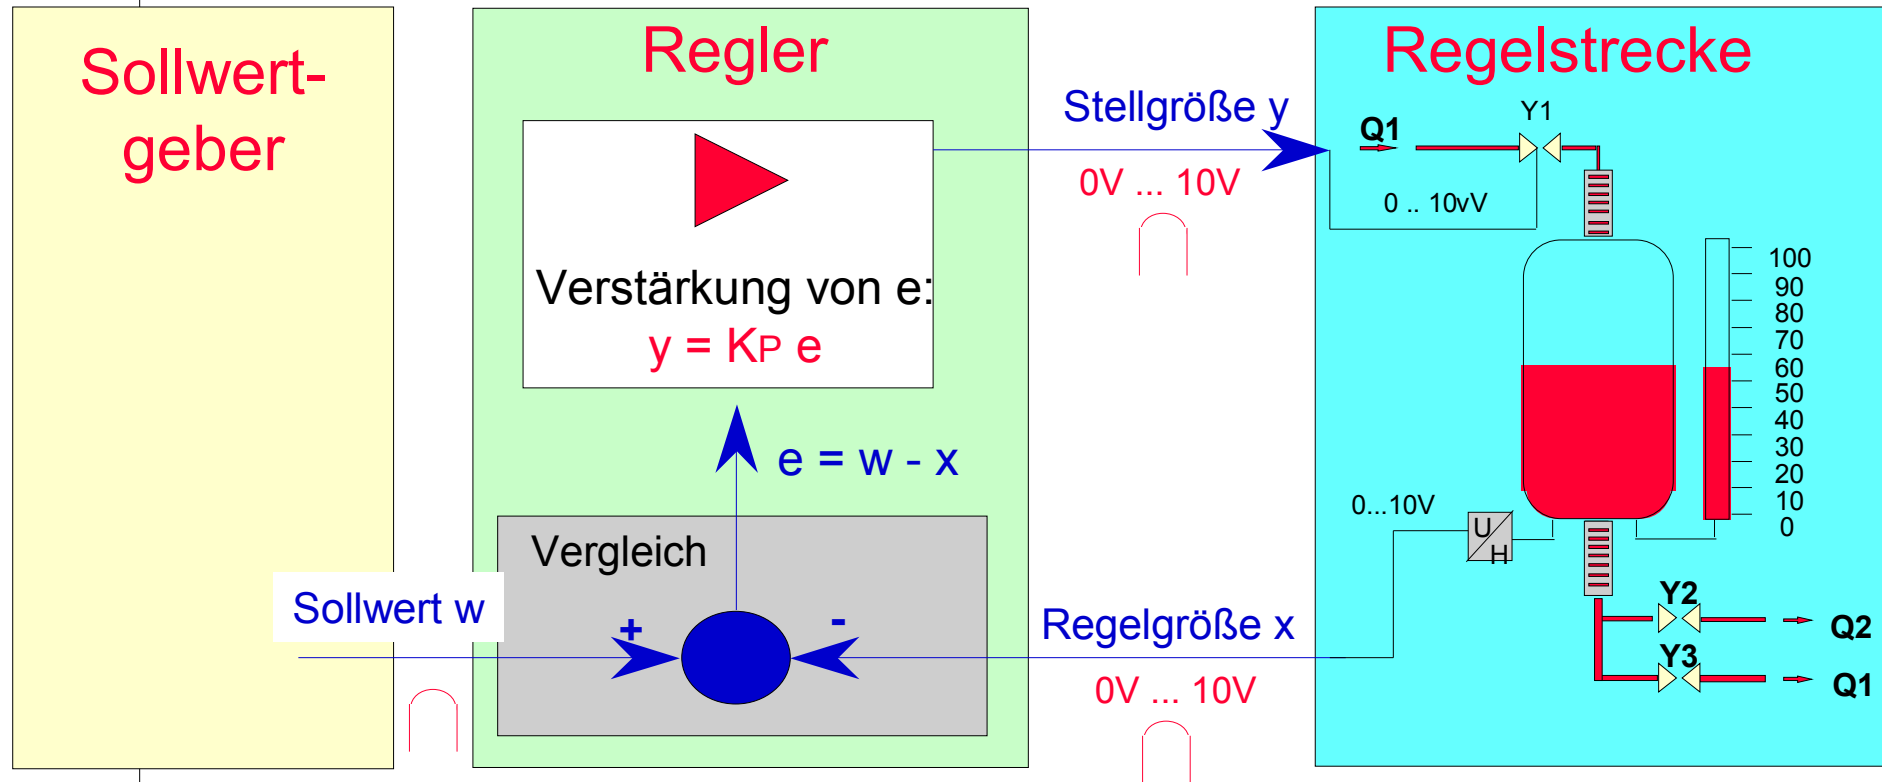 Sollwert-
geber
Regler
Verstärkung von e:
y = KP e
e = w - x
Vergleich
Sollwert w
+
-
Stellgröße y
0V ... 10V
Regelgröße x
0V ... 10V
Regelstrecke
Q1
Y1
0 .. 10vV
100
90
80
70
60
50
40
30
20
10
0
0...10V
U
H
Y2
Q2
Y3
Q1